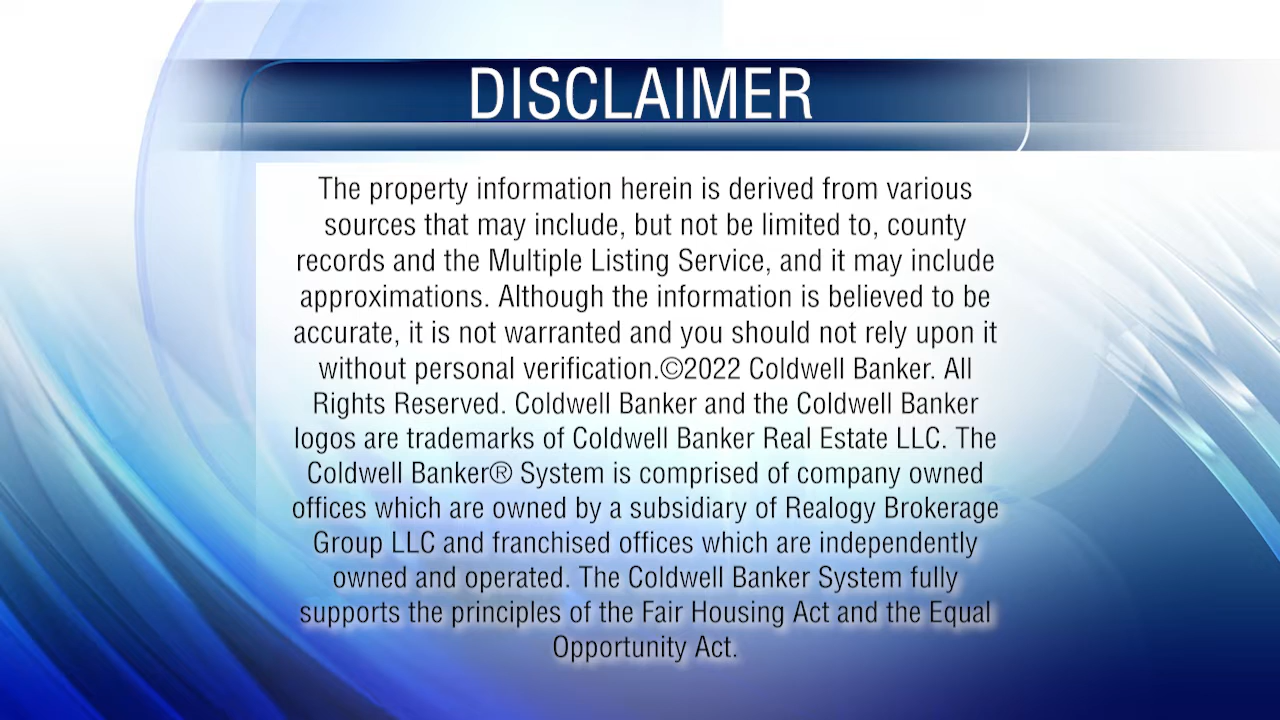 DISCLAIMER
The property information herein is derived from various
sources that may include, but not be limited to, county
records and the Multiple Listing Service, and it may include
approximations. Although the information is believed to be
accurate, it is not warranted and you should not rely upon it
without personal verification.©2022 Coldwell Banker. All
Rights Reserved. Coldwell Banker and the Coldwell Banker
logos are trademarks of Coldwell Banker Real Estate LLC. The
Coldwell Banker® System is comprised of company owned
offices which are owned by a subsidiary of Realogy Brokerage
Group LLC and franchised offices which are independently
owned and operated. The Coldwell Banker System fully
supports the principles of the Fair Housing Act and the Equal
Opportunity Act.